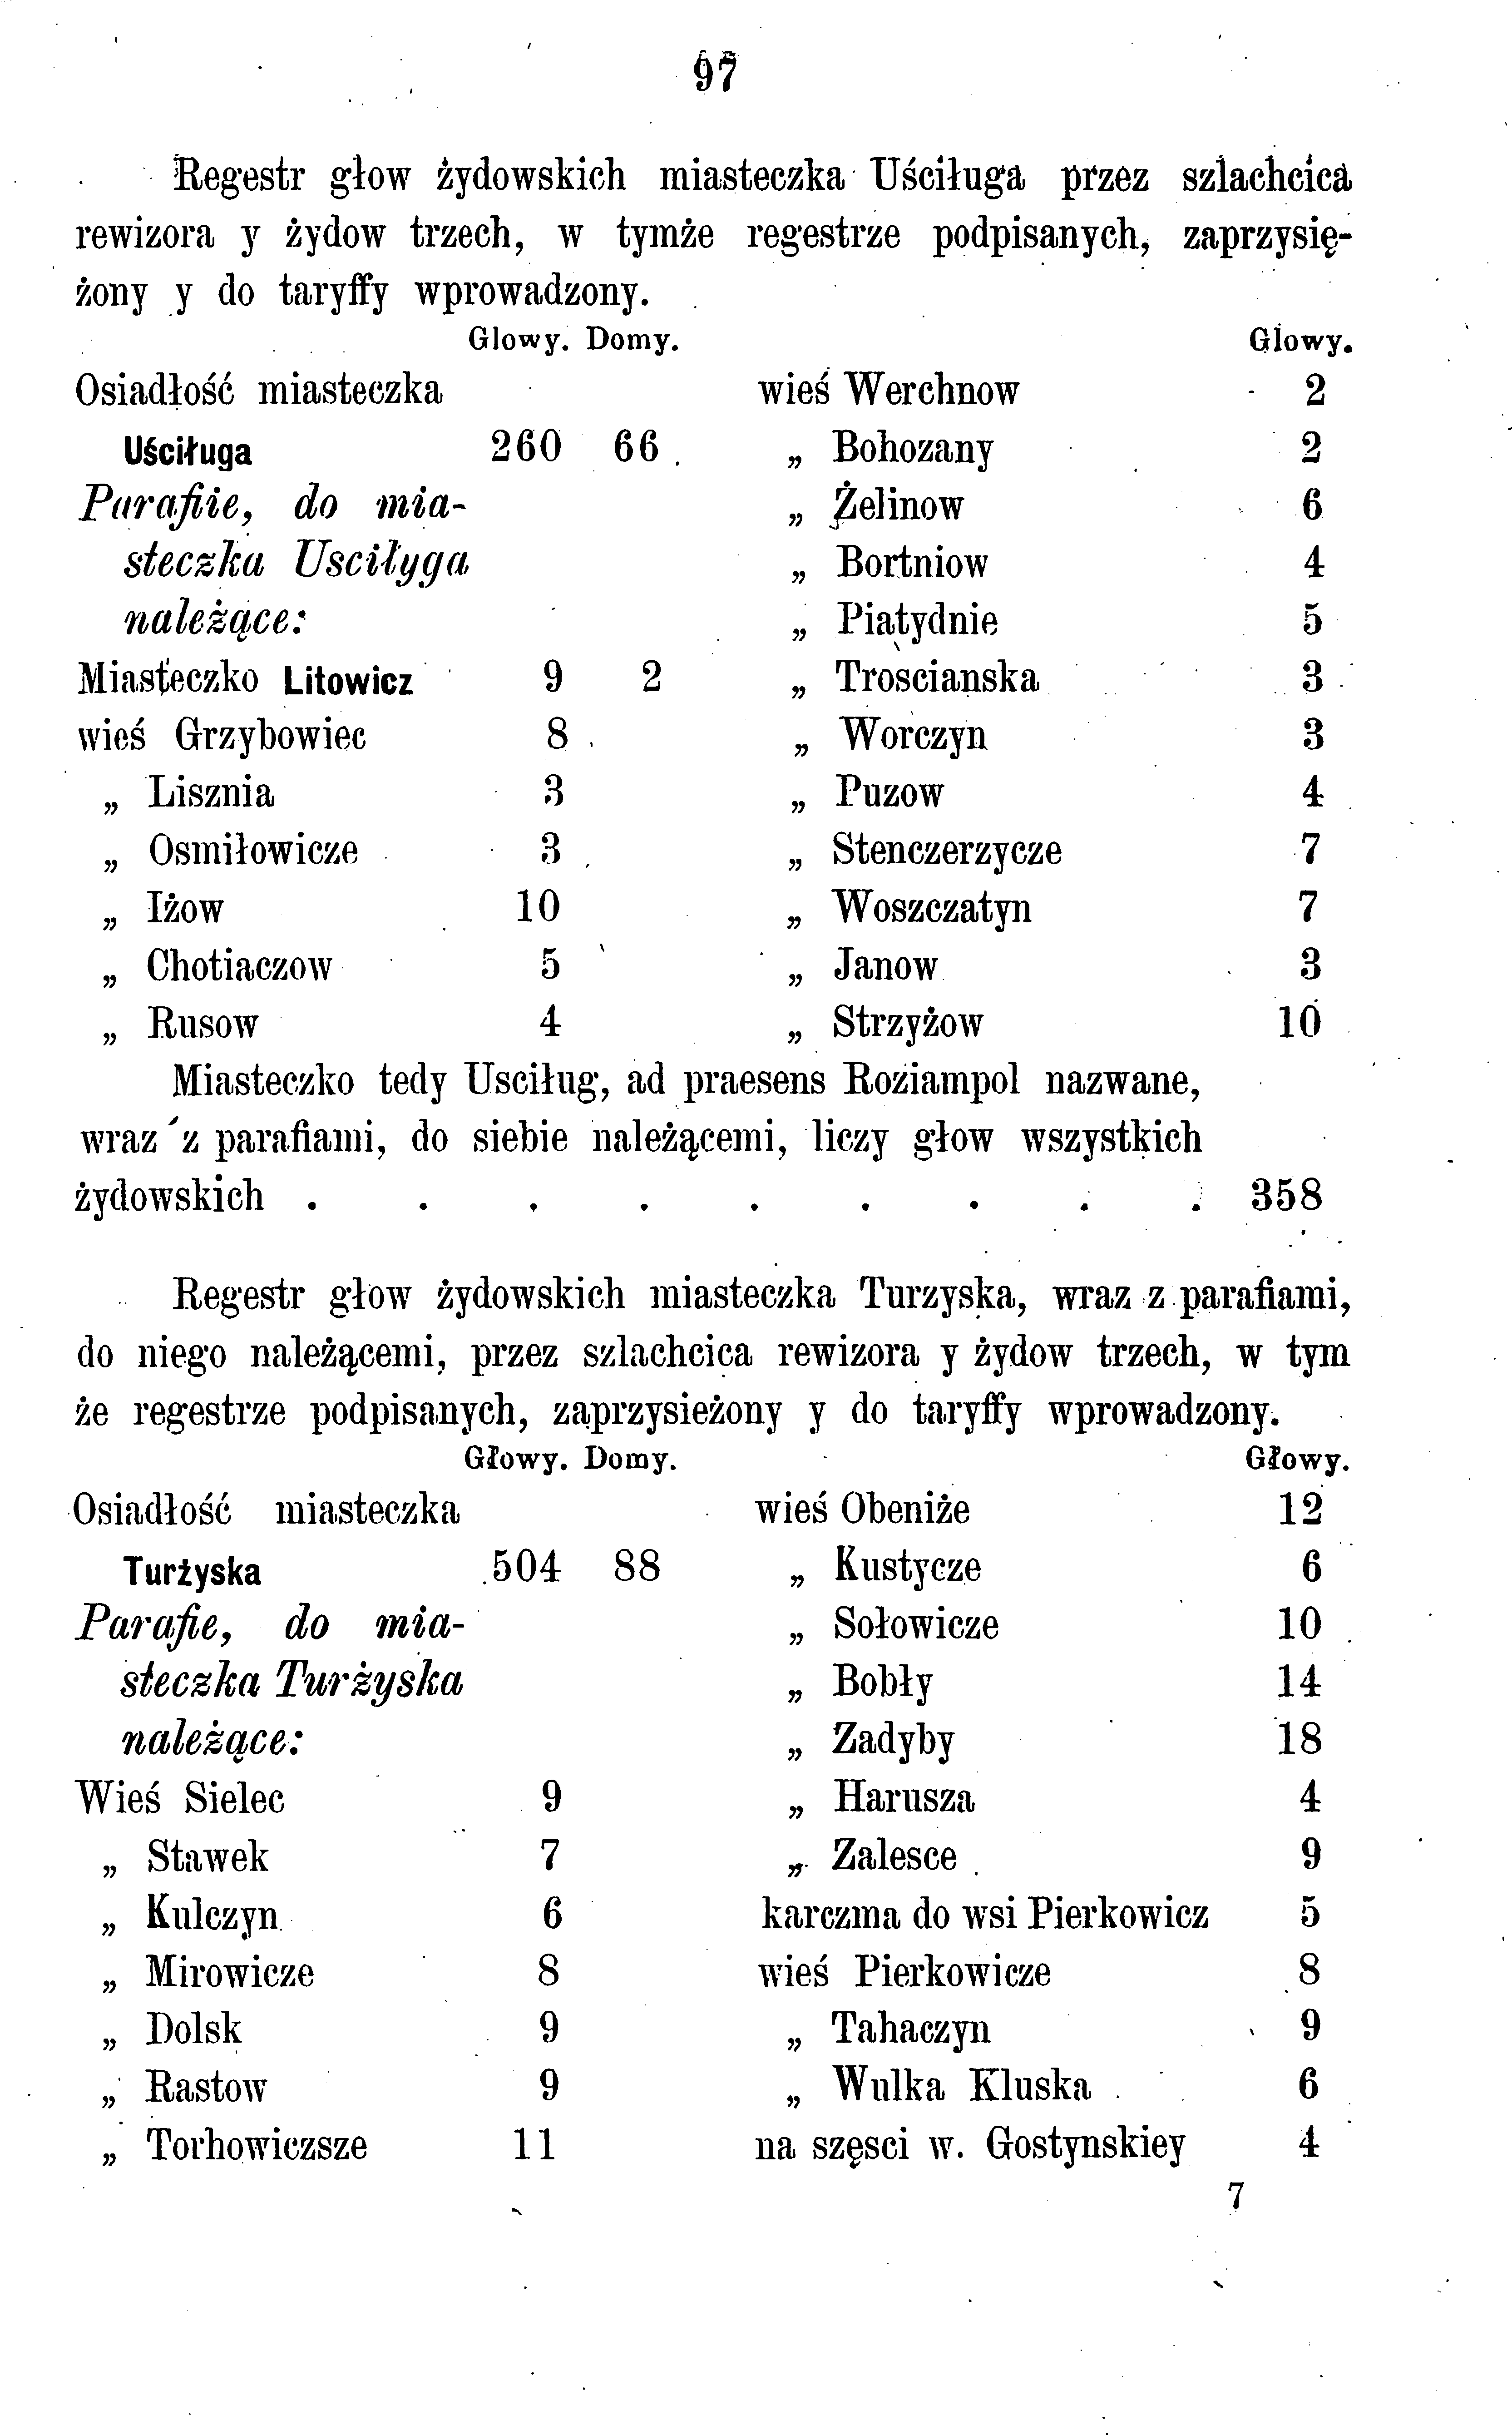 97
Regestr głow żydowskich miasteczka Uściługa przez szlachcica
rewizora y żydow trzech, w tymże regestrze podpisanych, zaprzysię-
żony y do taryffy wprowadzony.
Glowy. Domy.
Osiadłość miasteczka
Uściługa 260 66
Parafiie, do mia-
steczka Usciłyga
należące:
Miasteczko Litowicz 9 2
wieś Grzybowiec 8
„ Lisznia 3
„ Osmiłowicze 3
„ Iżow 10
„ Chotiaczow 5
„ Rusow 4
Glowy.
wieś Werchnow 2
„ Bohozany 2
„ Żelinow 6
„ Bortniow 4
„ Piatydnie 5
„ Troscianska 3
„ Worczyn 3
„ Puzow 4
„ Stenczerzycze 7
„ Woszczatyn 7
„ Janow 3
„ Strzyżow 10
Miasteczko tedy Usciług, ad praesens Roziampol nazwane,
wraz z parafiami, do siebie należącemi, liczy głow wszystkich
żydowskich . . . . . . . . . 358
Regestr głow żydowskich miasteczka Turzyska, wraz z parafiami,
do niego należącemi, przez szlachcica rewizora y żydow trzech, w tym
że regestrze podpisanych, zaprzysieżony y do taryffy wprowadzony.
Głowy. Domy.
Osiadłość miasteczka
Turżyska 504 88
Parafie, do mia-
steczka Turżyska
należące:
Wieś Sielec 9
„ Stawek 7
„ Kulczyn 6
„ Mirowicze 8
„ Dolsk 9
„ Rastow 9
„ Torhowiczsze 11
Głowy.
wieś Obeniże 12
„ Kustycze 6
„ Sołowicze 10
„ Bobły 14
„ Zadyby 18
„ Harusza 4
„ Zalesce 9
karczma do wsi Pierkowicz 5
wieś Pierkowicze 8
„ Tahaczyn 9
„ Wulka Kluska 6
na szęsci w. Gostynskiey 4
7